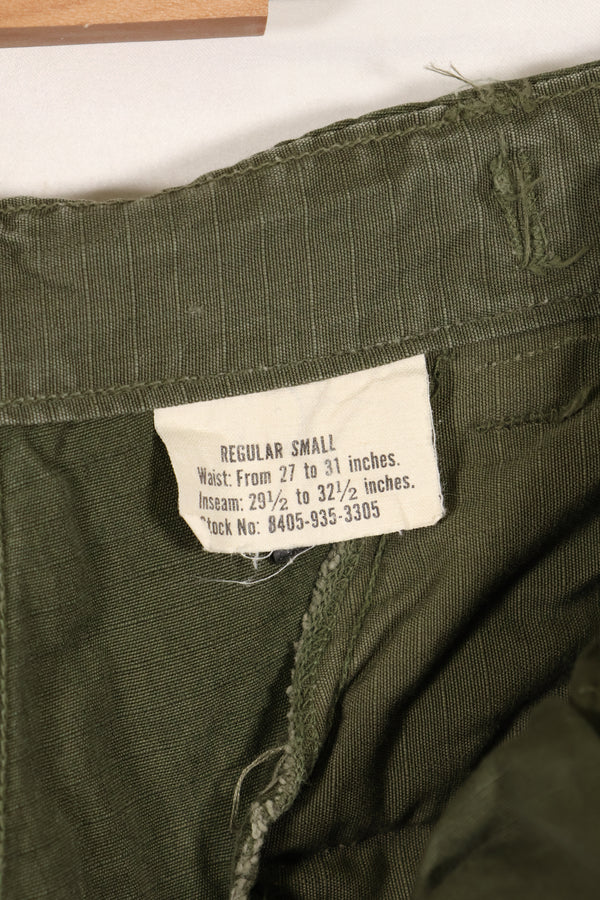 REGULAR SMALL
Waist: From 27 to 31 inches.
Inseam: 29½ to 32½ inches.
Stock No: 8405-935-3305